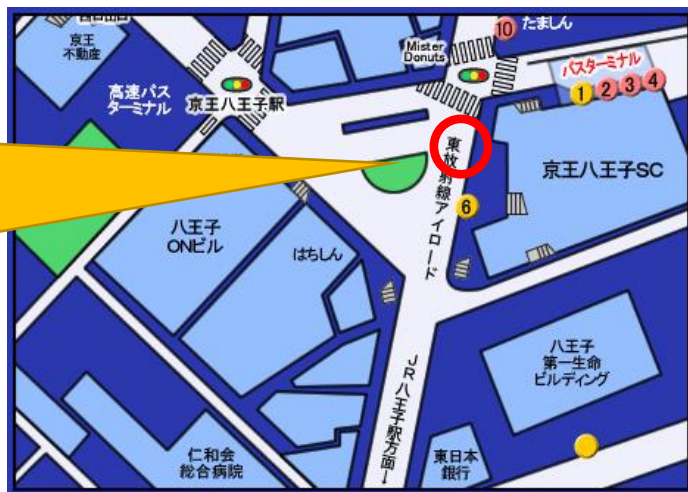 京王
不動産
高速バス
ターミナル
京王八王子駅
Mister
Donuts
10
たましん
バスターミナル
1
2
3
4
京王八王子SC
東放射線アイロード
6
八王子
ONビル
はちしん
八王子
第一生命
ビルディング
JR八王子駅方面↓
仁和会
総合病院
東日本
銀行